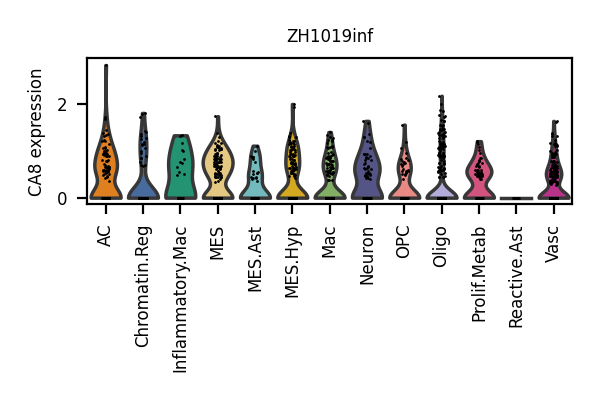 ZH1019inf
CA8 expression
2
0
AC
Chromatin.Reg
Inflammatory.Mac
MES
MES.Ast
MES.Hyp
Mac
Neuron
OPC
Oligo
Prolif.Metab
Reactive.Ast
Vasc